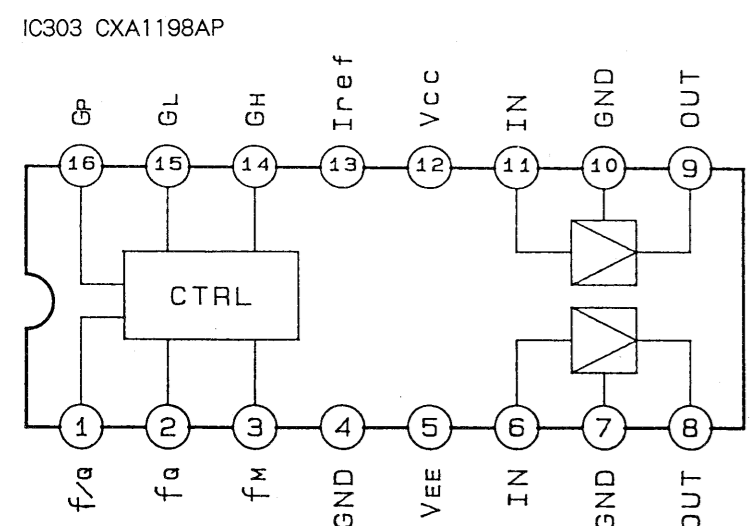 IC303 CXA1198AP
GP GL GH Iref VCC IN GND OUT
16 15 14 13 12 11 10 9
CTRL
1 2 3 4 5 6 7 8
f/Q fQ fM GND VEE IN GND OUT